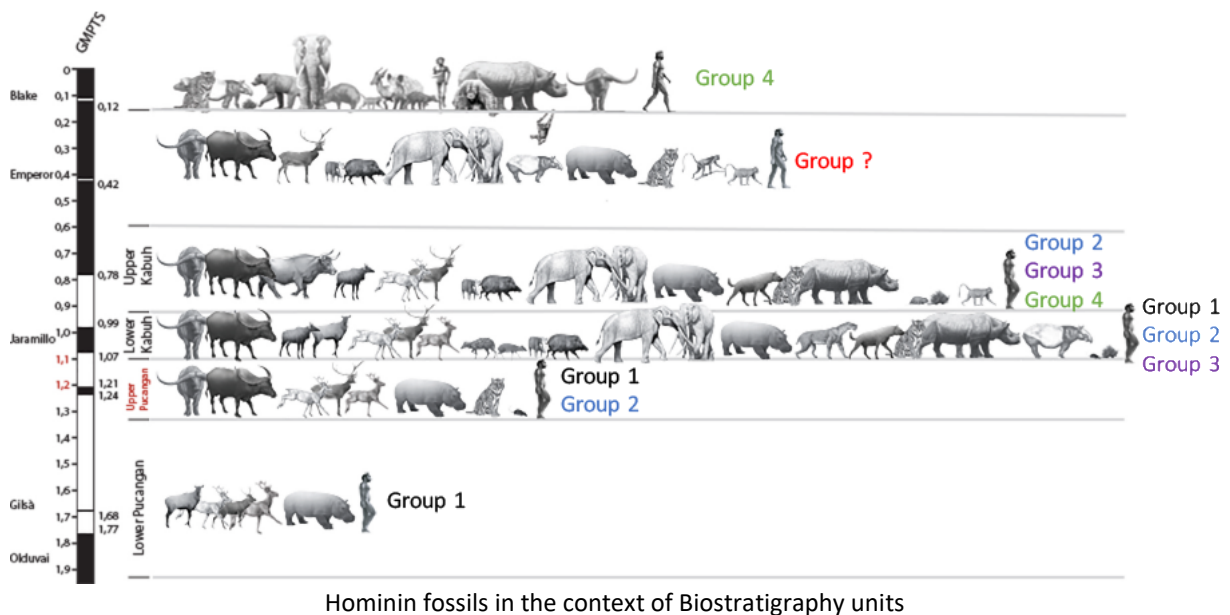 GMPTS
0
Blake
0,1
0,12
Group 4
0,2
0,3
Group ?
Emperor
0,4
0,42
0,5
0,6
Group 2
0,7
Upper
Kabuh
0,78
Group 3
0,8
Group 4
0,9
Group 1
0,99
Lower
Kabuh
Jaramillo
1,0
Group 2
1,07
1,1
Group 3
1,2
1,21
1,24
Upper
Pucangan
Group 1
Group 2
1,3
1,4
1,5
Lower Pucangan
1,6
Group 1
Gilsà
1,68
1,7
1,77
1,8
Olduvai
1,9
Hominin fossils in the context of Biostratigraphy units